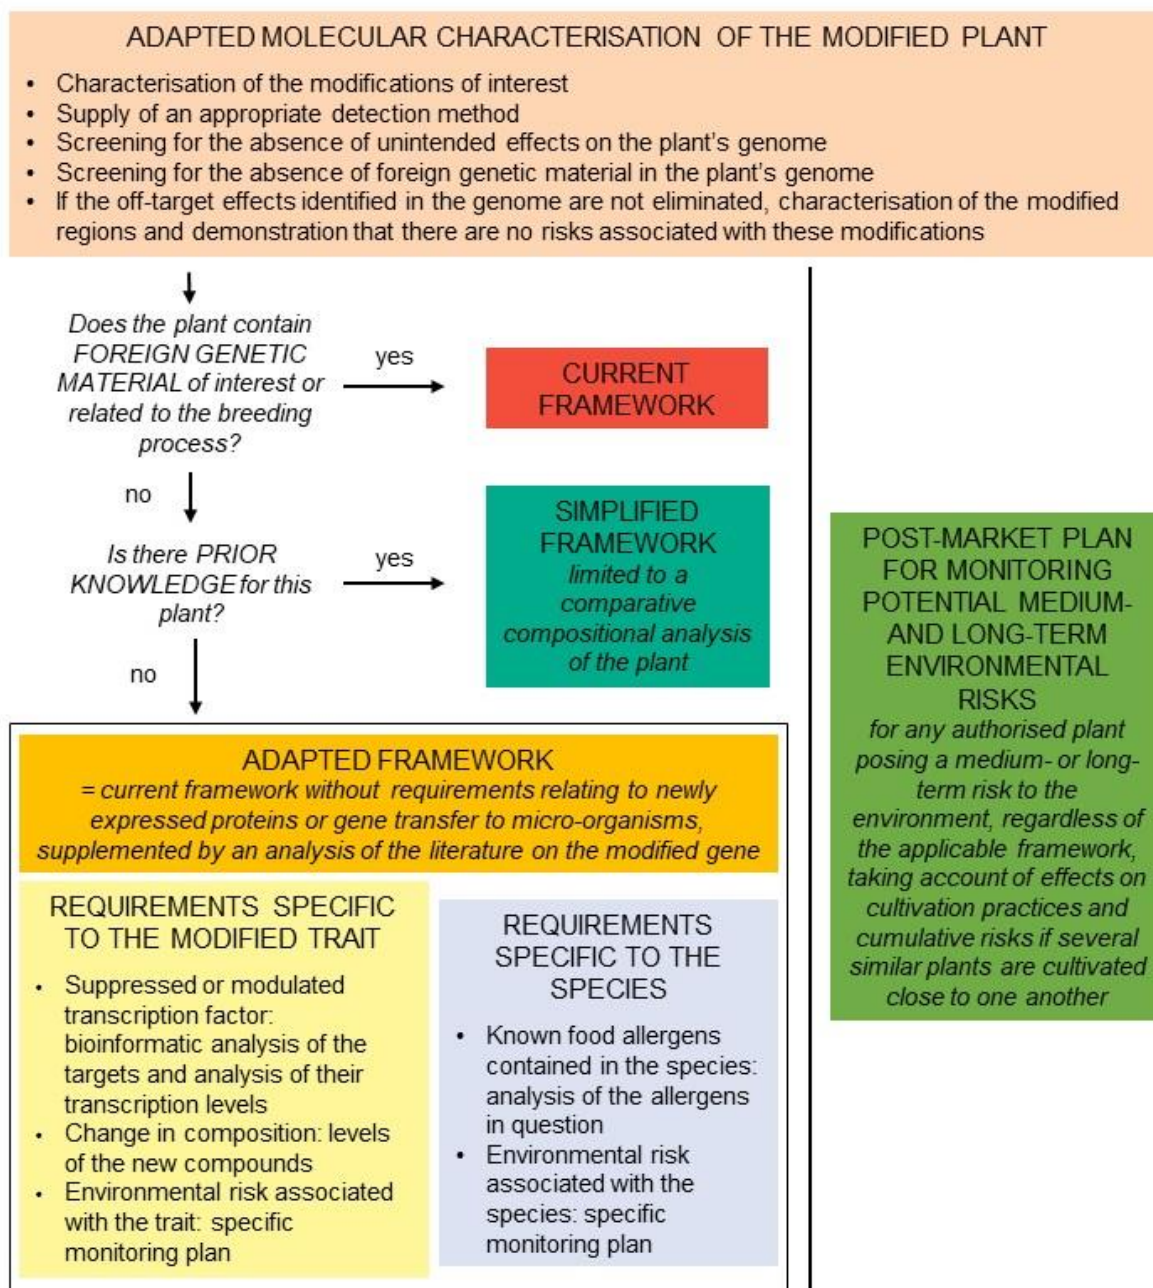 ADAPTED MOLECULAR CHARACTERISATION OF THE MODIFIED PLANT
• Characterisation of the modifications of interest
• Supply of an appropriate detection method
• Screening for the absence of unintended effects on the plant's genome
• Screening for the absence of foreign genetic material in the plant's genome
• If the off-target effects identified in the genome are not eliminated, characterisation of the modified
regions and demonstration that there are no risks associated with these modifications
Does the plant contain
FOREIGN GENETIC
MATERIAL of interest or
related to the breeding
process?
yes
CURRENT
FRAMEWORK
no
Is there PRIOR
KNOWLEDGE for this
plant?
yes
SIMPLIFIED
FRAMEWORK
limited to a
comparative
compositional analysis
of the plant
no
ADAPTED FRAMEWORK
= current framework without requirements relating to newly
expressed proteins or gene transfer to micro-organisms,
supplemented by an analysis of the literature on the modified gene
REQUIREMENTS SPECIFIC
TO THE MODIFIED TRAIT
• Suppressed or modulated
transcription factor:
bioinformatic analysis of the
targets and analysis of their
transcription levels
• Change in composition: levels
of the new compounds
• Environmental risk associated
with the trait: specific
monitoring plan
REQUIREMENTS
SPECIFIC TO THE
SPECIES
• Known food allergens
contained in the species:
analysis of the allergens
in question
• Environmental risk
associated with the
species: specific
monitoring plan
POST-MARKET PLAN
FOR MONITORING
POTENTIAL MEDIUM-
AND LONG-TERM
ENVIRONMENTAL
RISKS
for any authorised plant
posing a medium- or long-
term risk to the
environment, regardless of
the applicable framework,
taking account of effects on
cultivation practices and
cumulative risks if several
similar plants are cultivated
close to one another